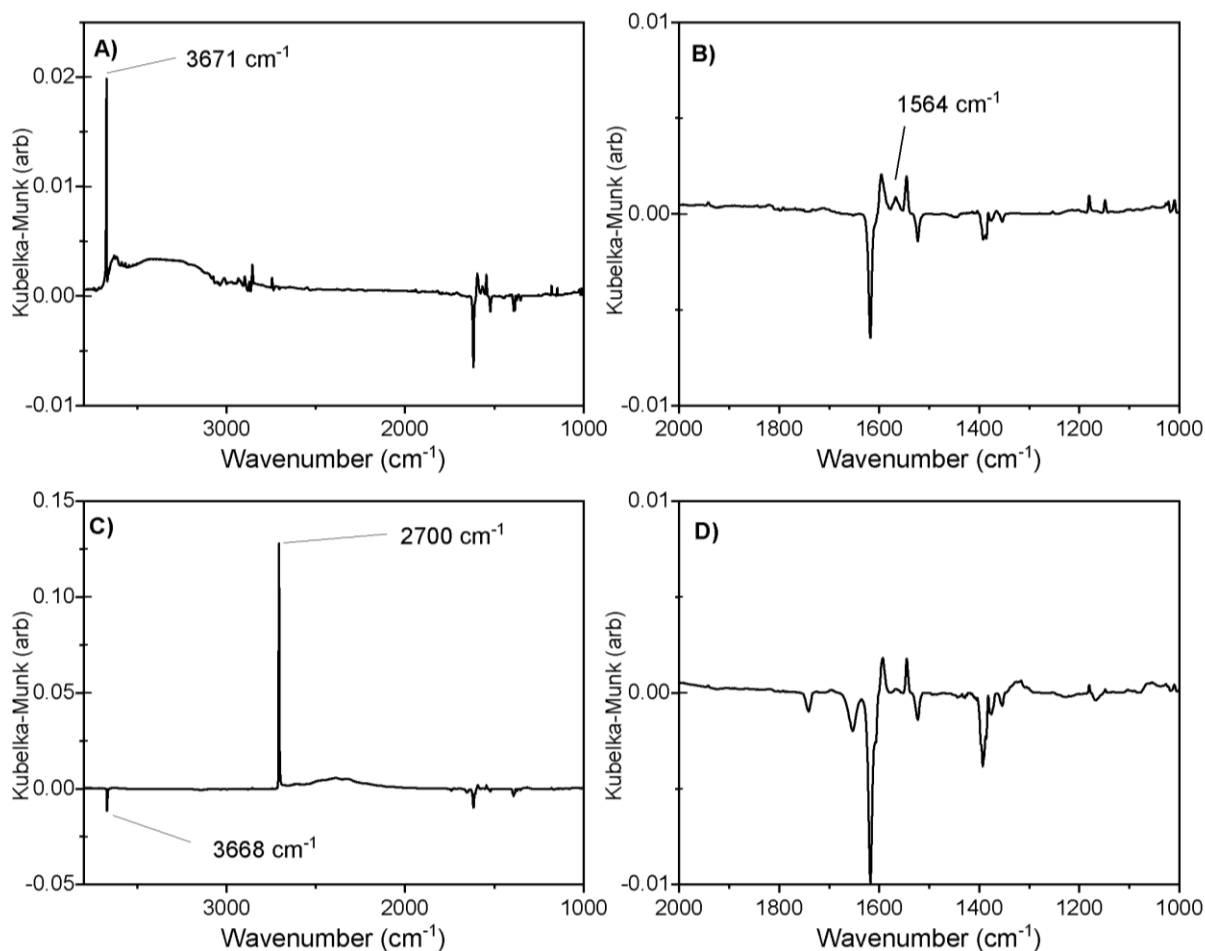 A)
3671 cm-1
0.02
0.01
0.00
-0.01
Kubelka-Munk (arb)
3000
2000
1000
Wavenumber (cm-1)
B)
1564 cm-1
0.01
0.00
-0.01
Kubelka-Munk (arb)
2000
1800
1600
1400
1200
1000
Wavenumber (cm-1)
C)
2700 cm-1
3668 cm-1
0.15
0.10
0.05
0.00
-0.05
Kubelka-Munk (arb)
3000
2000
1000
Wavenumber (cm-1)
D)
0.01
0.00
-0.01
Kubelka-Munk (arb)
2000
1800
1600
1400
1200
1000
Wavenumber (cm-1)